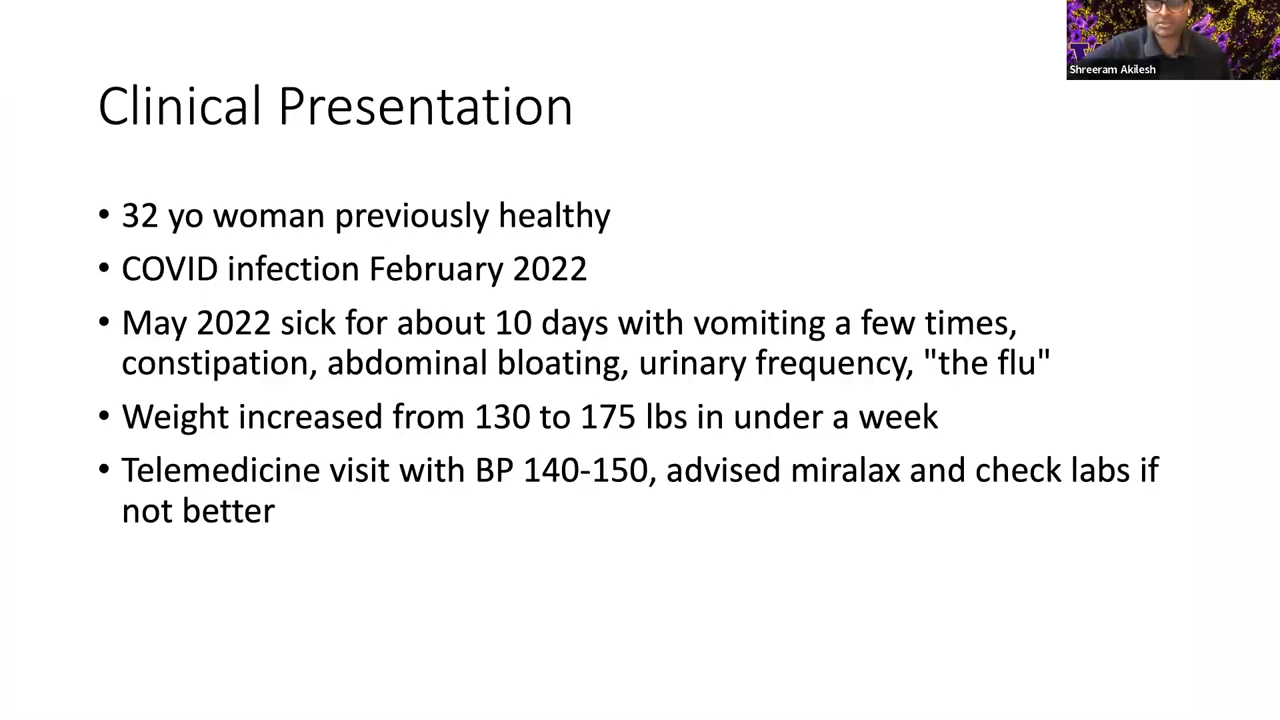 Shreeram Akilesh
Clinical Presentation
• 32 yo woman previously healthy
• COVID infection February 2022
• May 2022 sick for about 10 days with vomiting a few times,
constipation, abdominal bloating, urinary frequency, "the flu"
• Weight increased from 130 to 175 lbs in under a week
• Telemedicine visit with BP 140-150, advised miralax and check labs if
not better